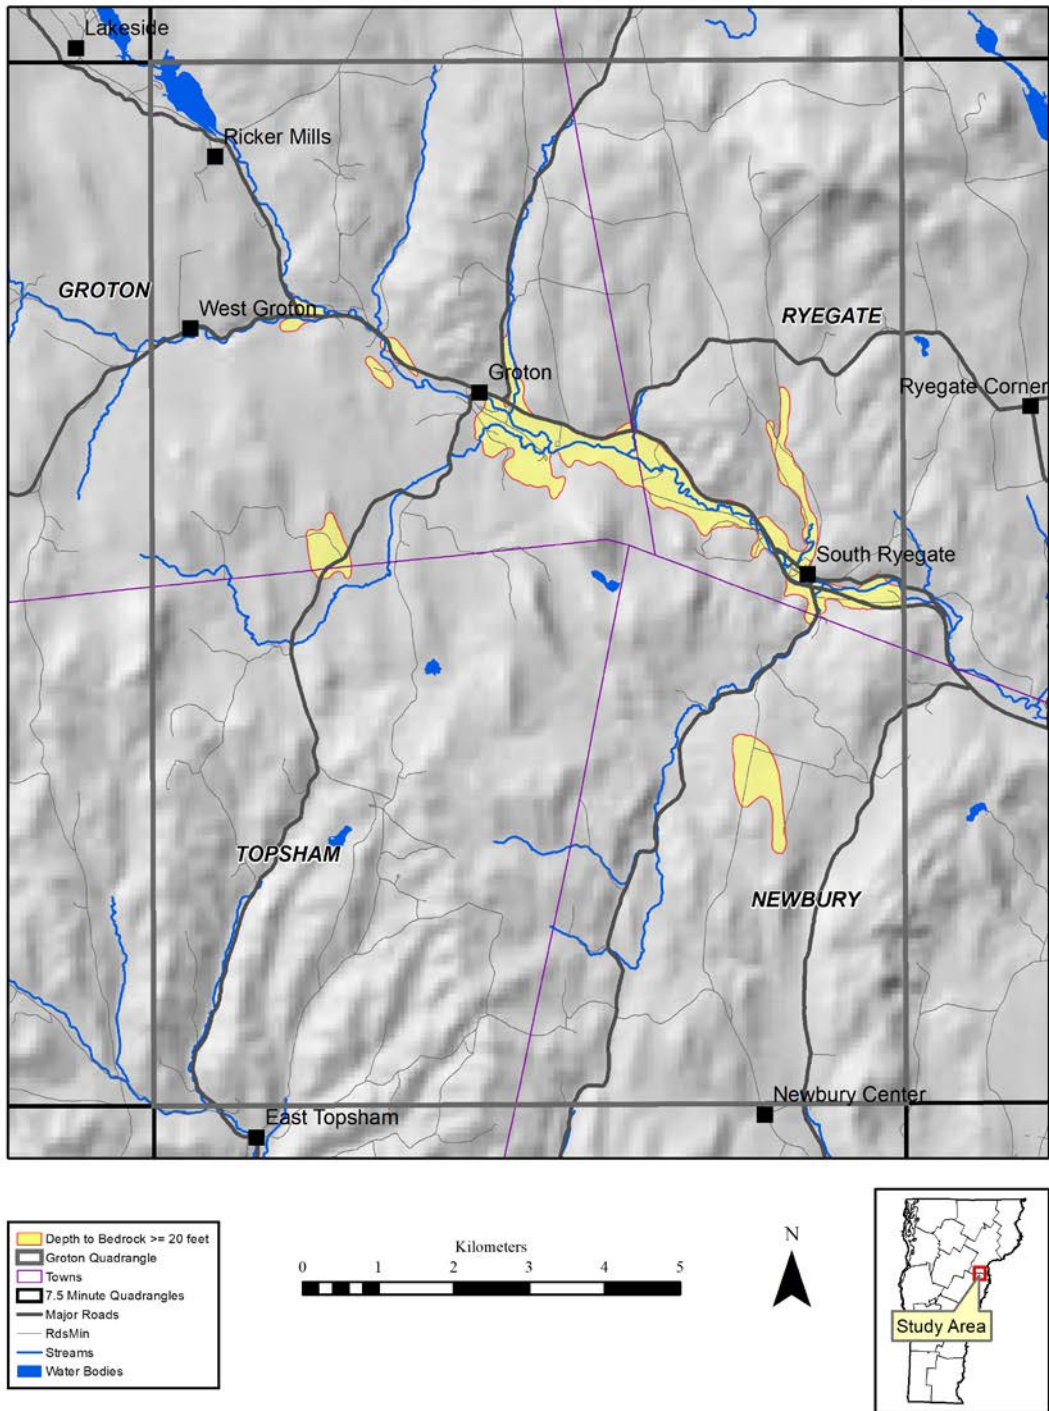 Lakeside
Ricker Mills
GROTON
West Groton
RYEGATE
Groton
Ryegate Corner
South Ryegate
TOPSHAM
NEWBURY
Newbury Center
East Topsham
Depth to Bedrock >= 20 feet
Groton Quadrangle
Towns
7.5 Minute Quadrangles
Major Roads
RdsMin
Streams
Water Bodies
Kilometers
0 1 2 3 4 5
N
Study Area